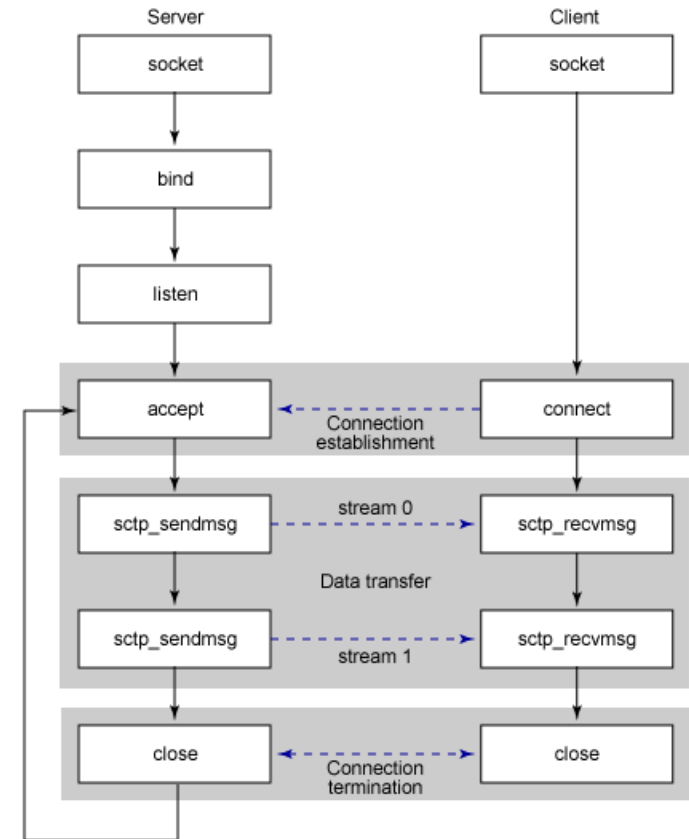 Server
Client
socket
socket
bind
listen
accept
Connection
establishment
connect
sctp_sendmsg
stream 0
sctp_recvmsg
Data transfer
sctp_sendmsg
stream 1
sctp_recvmsg
close
Connection
termination
close